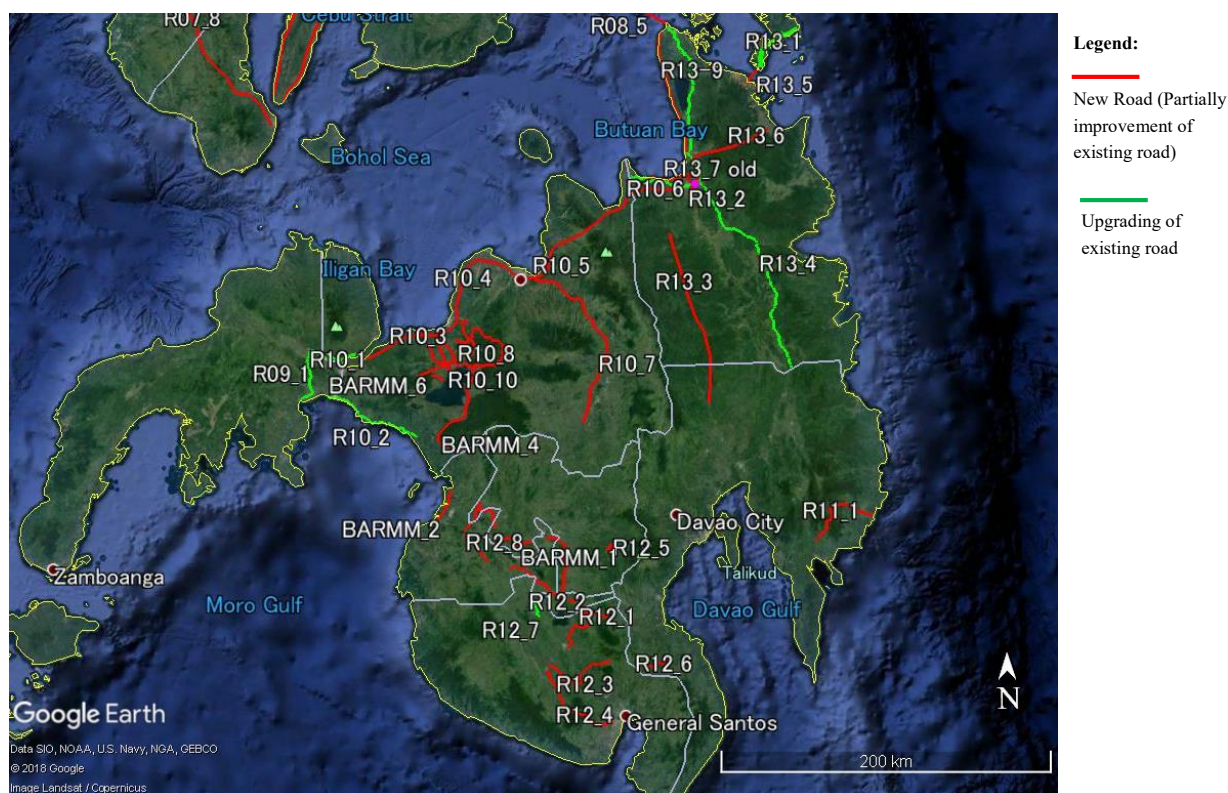 Cebu Strait
R07_8
R08_5
R13_1
R13-9
R13_5
Butuan Bay
R13_6
Bohol Sea
R13_7 old
R10_6
R13_2
Iligan Bay
R10_5
R13_4
R10_4
R13_3
R10_3
R10_8
R10_1
R10_7
R09_1
BARMM_6
R10_10
R10_2
BARMM_4
R11_1
BARMM_2
Davao City
R12_8
R12_5
BARMM_1
Zamboanga
Talikud
Moro Gulf
R12_2
Davao Gulf
R12_1
R12_7
R12_6
R12_3
N
Google Earth
R12_4
General Santos
Data SIO, NOAA, U.S. Navy, NGA, GEBCO
200 km
© 2018 Google
Image Landsat / Copernicus
Legend:
New Road (Partially
improvement of
existing road)
Upgrading of
existing road